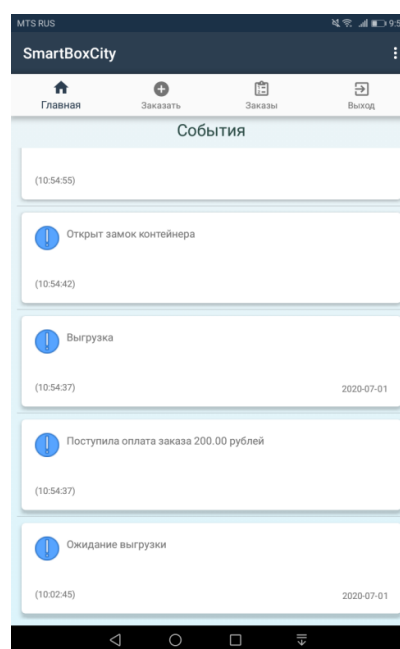 MTS RUS
9:5
SmartBoxCity
Главная
Заказать
Заказы
Выход
События
(10:54:55)
Открыт замок контейнера
(10:54:42)
Выгрузка
(10:54:37)
2020-07-01
Поступила оплата заказа 200.00 рублей
(10:54:37)
Ожидание выгрузки
(10:02:45)
2020-07-01